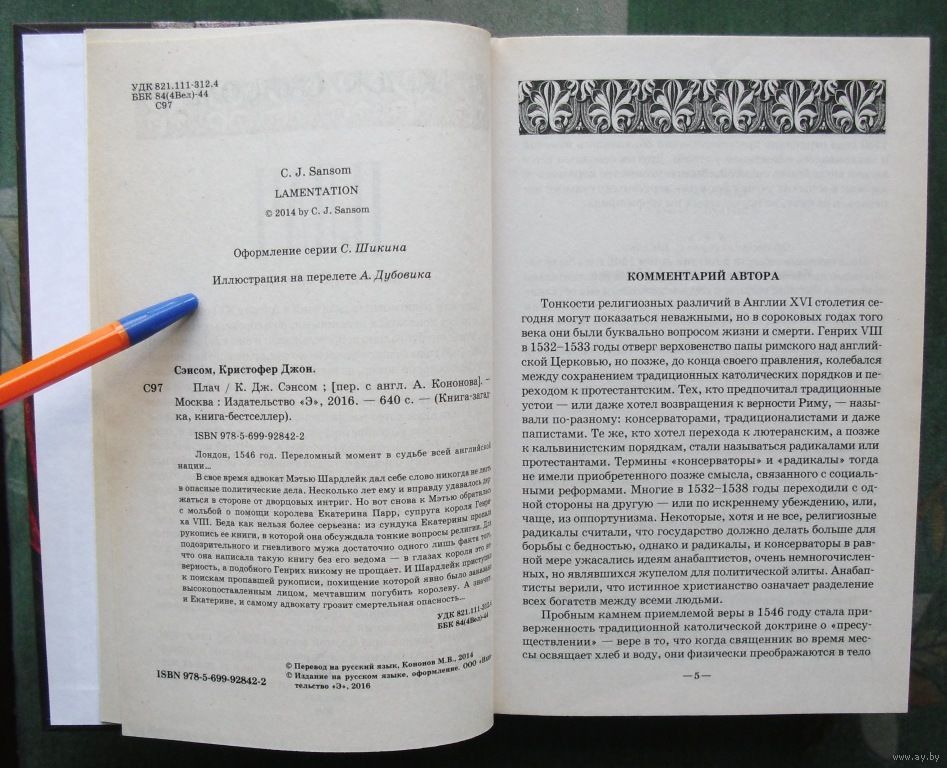 УДК 821.111-312.4
ББК 84(4Вел)-44
С97
C. J. Sansom
LAMENTATION
© 2014 by C. J. Sansom
Оформление серии С. Шикина
Иллюстрация на перелете А. Дубовика
Сэнсом, Кристофер Джон.
С97 Плач / К. Дж. Сэнсом ; [пер. с англ. А. Кононова]. —
Москва : Издательство «Э», 2016. — 640 с. — (Книга-загад
ка, книга-бестселлер).
ISBN 978-5-699-92842-2
Лондон, 1546 год. Переломный момент в судьбе всей английской
нации...
В свое время адвокат Мэтью Шардлейк дал себе слово никогда не лезть
в опасные политические дела. Несколько лет ему и вправду удавалось дер
жаться в стороне от дворцовых интриг. Но вот снова к Мэтью обратилась
с мольбой о помощи королева Екатерина Парр, супруга короля Генри
ха VIII. Беда как нельзя более серьезна: из сундука Екатерины пропала
рукопись ее книги, в которой она обсуждала тонкие вопросы религии. Для
подозрительного и гневливого мужа достаточно одного лишь факта того,
что она написала такую книгу без его ведома — в глазах короля это не
верность, а подобного Генрих никому не прощает. И Шардлейк приступил
к поискам пропавшей рукописи, похищение которой явно было заказано
высокопоставленным лицом, мечтавшим погубить королеву. А значит,
и Екатерине, и самому адвокату грозит смертельная опасность...
УДК 821.111-312.4
ББК 84(4Вел)-44
© Перевод на русский язык, Кононов М.В., 2014
© Издание на русском языке, оформление. ООО «Изда
тельство «Э», 2016
ISBN 978-5-699-92842-2
КОММЕНТАРИЙ АВТОРА
Тонкости религиозных различий в Англии XVI столетия се-
годня могут показаться неважными, но в сороковых годах того
века они были буквально вопросом жизни и смерти. Генрих VIII
в 1532–1533 годы отверг верховенство папы римского над англий-
ской Церковью, но позже, до конца своего правления, колебался
между сохранением традиционных католических порядков и пе-
реходом к протестантским. Тех, кто предпочитал традиционные
устои — или даже хотел возвращения к верности Риму, — назы-
вали по-разному: консерваторами, традиционалистами и даже
папистами. Те же, кто хотел перехода к лютеранским, а позже
к кальвинистским порядкам, стали называться радикалами или
протестантами. Термины «консерваторы» и «радикалы» тогда
не имели приобретенного позже смысла, связанного с социаль-
ными реформами. Многие в 1532–1538 годы переходили с од-
ной стороны на другую — или по искреннему убеждению, или,
чаще, из оппортунизма. Некоторые, хотя и не все, религиозные
радикалы считали, что государство должно делать больше для
борьбы с бедностью, однако и радикалы, и консерваторы в рав-
ной мере ужасались идеям анабаптистов, очень немногочислен-
ных, но являвшихся жупелом для политической элиты. Анабап-
тисты верили, что истинное христианство означает разделение
всех богатств между всеми людьми.
Пробным камнем приемлемой веры в 1546 году стала при-
верженность традиционной католической доктрине о «пресу-
ществлении» — вере в то, что когда священник во время мес-
сы освящает хлеб и воду, они физически преображаются в тело
—5—
www.ay.by